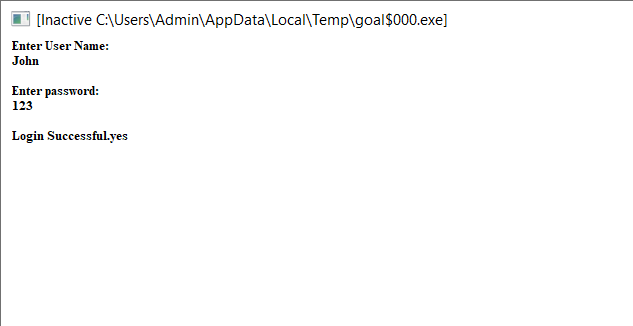 [Inactive C:\Users\Admin\AppData\Local\Temp\goal$000.exe]
Enter User Name:
John
Enter password:
123
Login Successful.yes